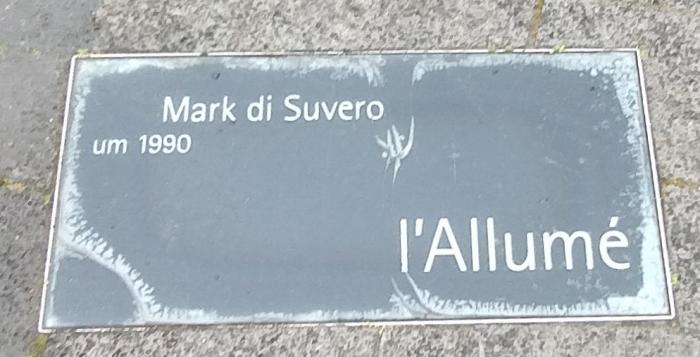 Mark di Suvero
um 1990
l'Allumé